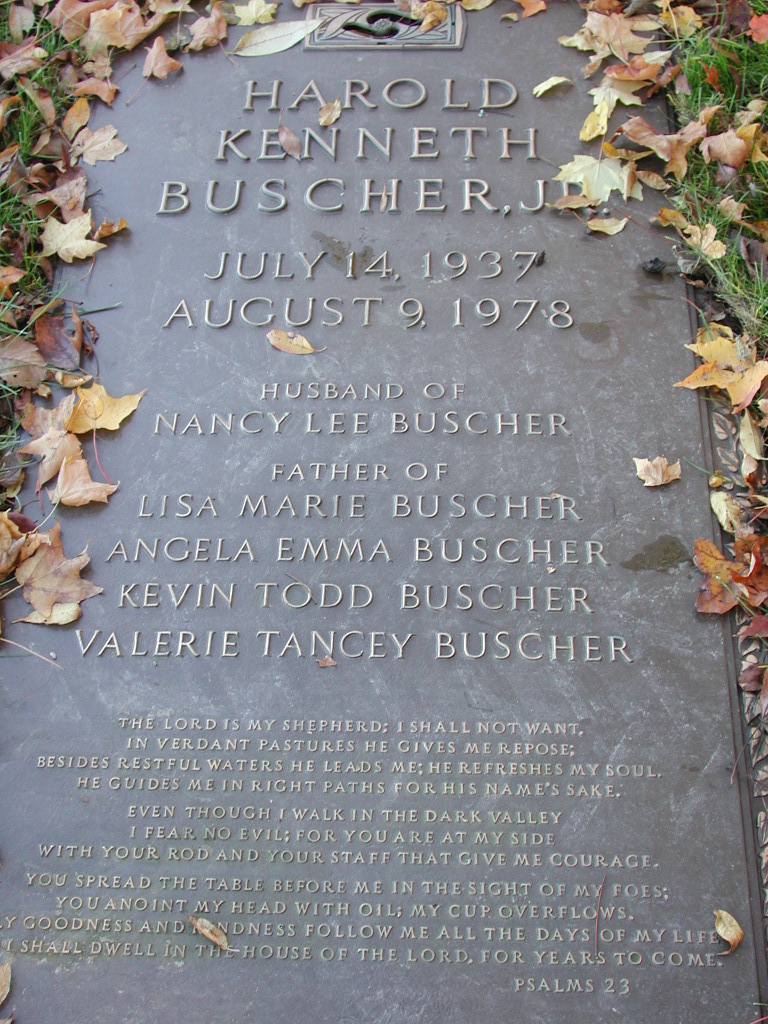 HAROLD
KENNETH
BUSCHER, JR
JULY 14, 1937
AUGUST 9, 1978
HUSBAND OF
NANCY LEE BUSCHER
FATHER OF
LISA MARIE BUSCHER
ANGELA EMMA BUSCHER
KEVIN TODD BUSCHER
VALERIE TANCEY BUSCHER
THE LORD IS MY SHEPHERD; I SHALL NOT WANT.
IN VERDANT PASTURES HE GIVES ME REPOSE;
BESIDES RESTFUL WATERS HE LEADS ME; HE REFRESHES MY SOUL.
HE GUIDES ME IN RIGHT PATHS FOR HIS NAME'S SAKE.
EVEN THOUGH I WALK IN THE DARK VALLEY
I FEAR NO EVIL; FOR YOU ARE AT MY SIDE
WITH YOUR ROD AND YOUR STAFF THAT GIVE ME COURAGE.
YOU SPREAD THE TABLE BEFORE ME IN THE SIGHT OF MY FOES;
YOU ANOINT MY HEAD WITH OIL; MY CUP OVERFLOWS.
GOODNESS AND KINDNESS FOLLOW ME ALL THE DAYS OF MY LIFE
I SHALL DWELL IN THE HOUSE OF THE LORD, FOR YEARS TO COME.
PSALMS 23